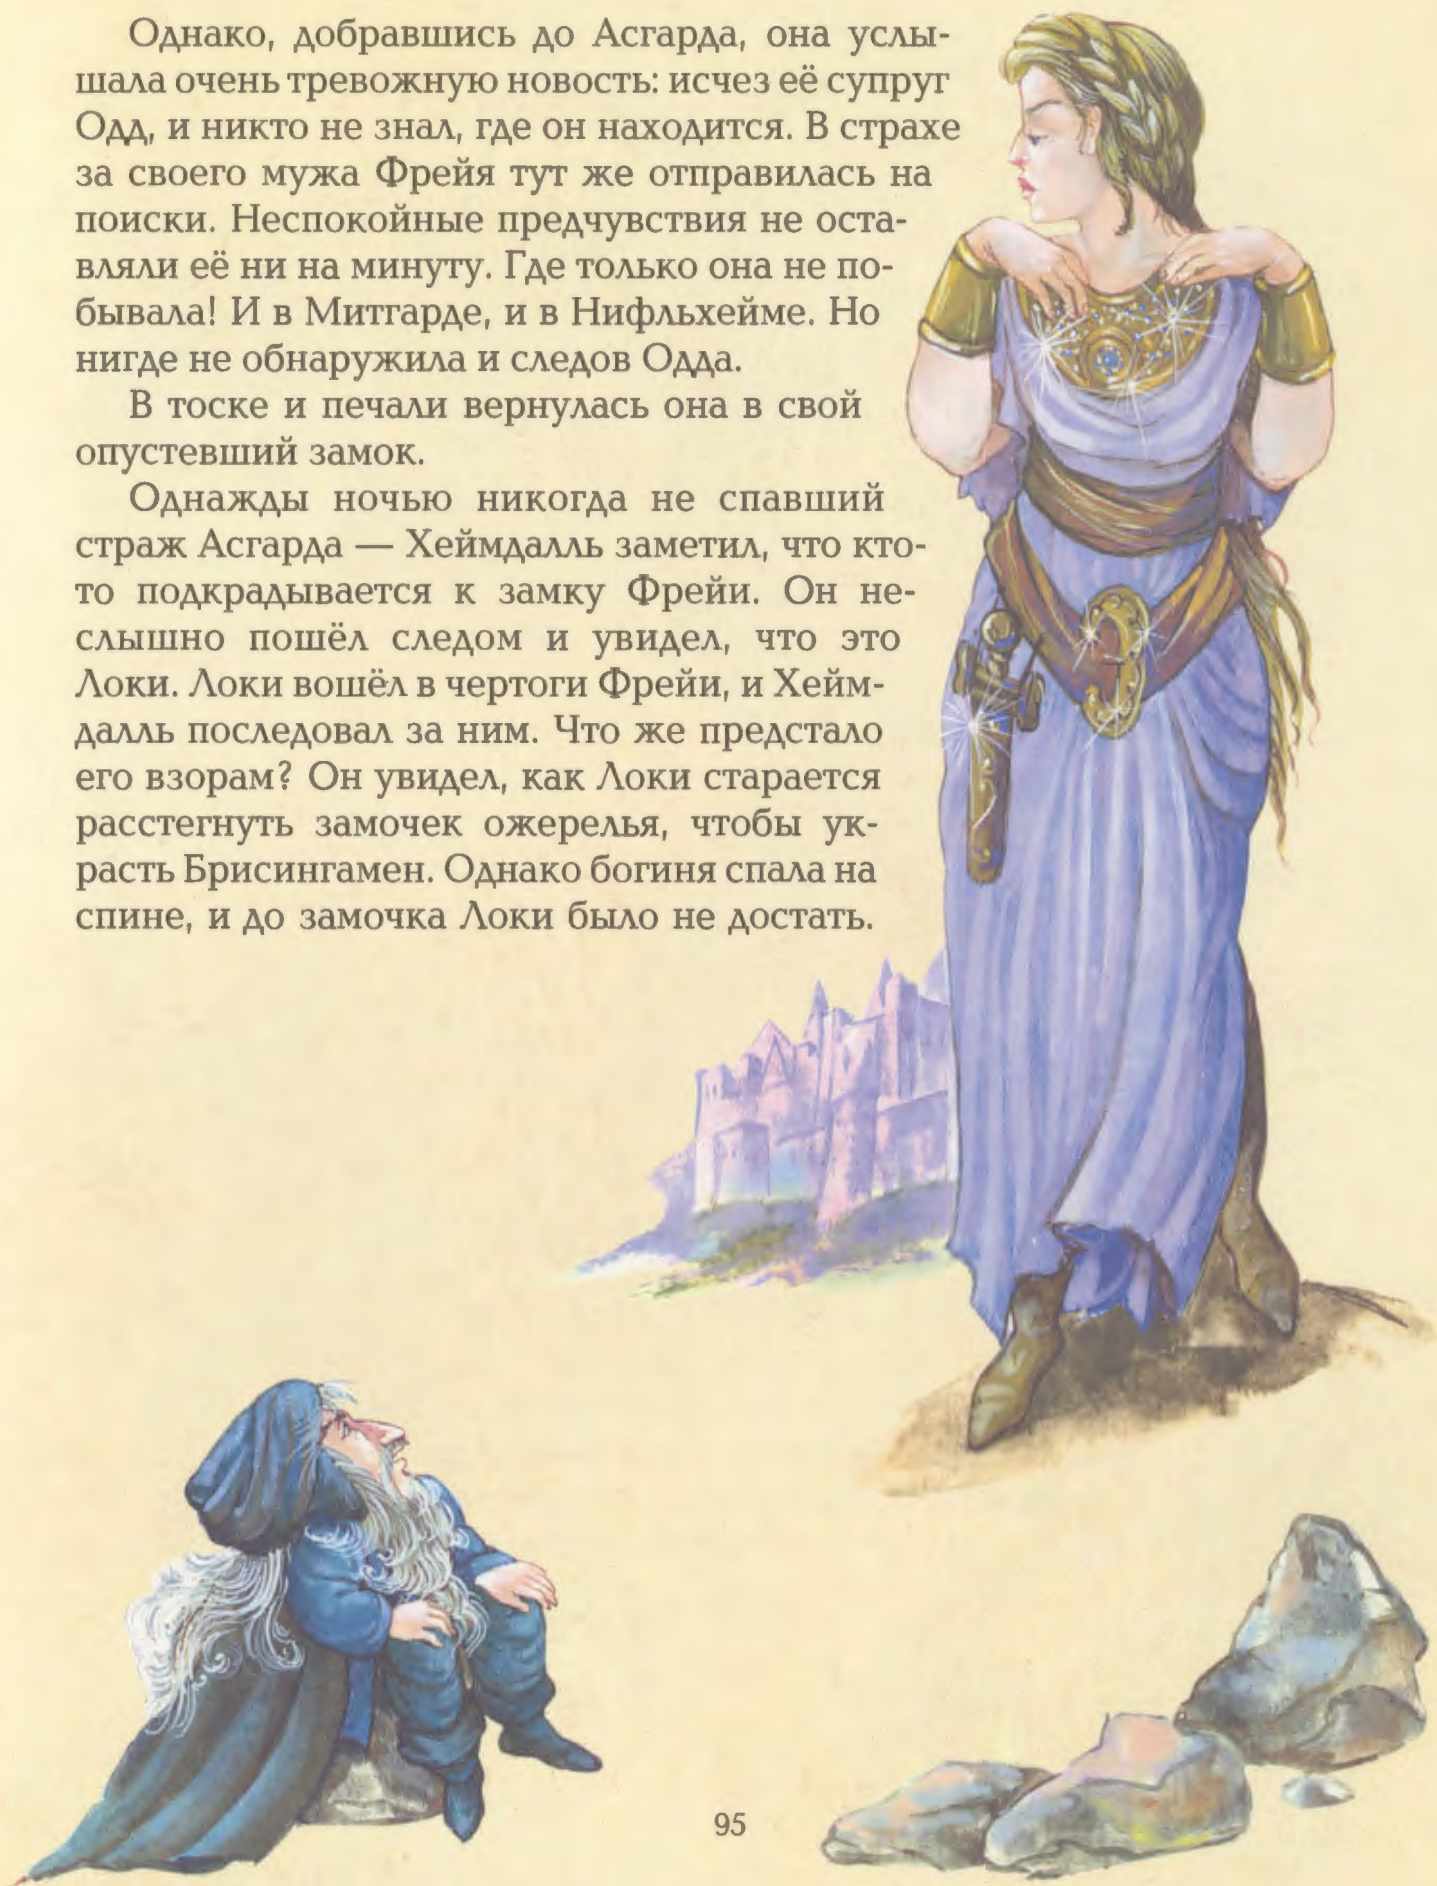 Однако, добравшись до Асгарда, она услы-
шала очень тревожную новость: исчез её супруг
Одд, и никто не знал, где он находится. В страхе
за своего мужа Фрейя тут же отправилась на
поиски. Неспокойные предчувствия не оста-
вляли её ни на минуту. Где только она не по-
бывала! И в Митгарде, и в Нифльхейме. Но
нигде не обнаружила и следов Одда.
В тоске и печали вернулась она в свой
опустевший замок.
Однажды ночью никогда не спавший
страж Асгарда — Хеймдалль заметил, что кто-
то подкрадывается к замку Фрейи. Он не-
слышно пошёл следом и увидел, что это
Локи. Локи вошёл в чертоги Фрейи, и Хейм-
далль последовал за ним. Что же предстало
его взорам? Он увидел, как Локи старается
расстегнуть замочек ожерелья, чтобы ук-
расть Брисингамен. Однако богиня спала на
спине, и до замочка Локи было не достать.
95